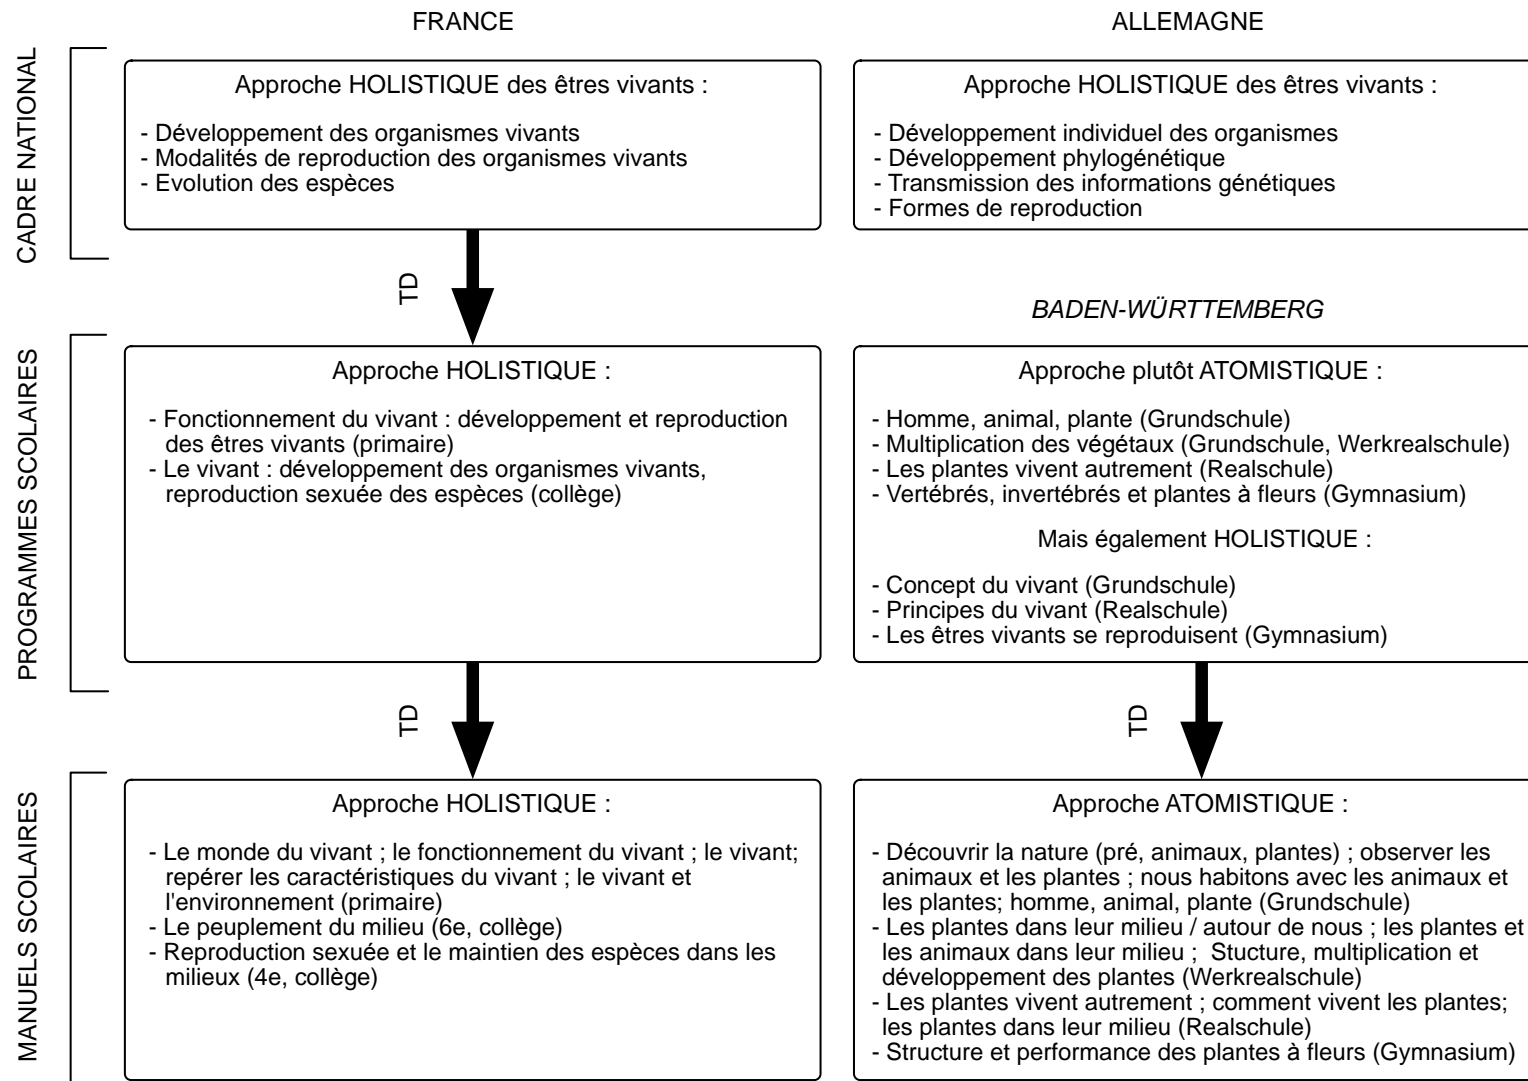 FRANCE
ALLEMAGNE
CADRE NATIONAL
Approche HOLISTIQUE des êtres vivants :
- Développement des organismes vivants
- Modalités de reproduction des organismes vivants
- Evolution des espèces
Approche HOLISTIQUE des êtres vivants :
- Développement individuel des organismes
- Développement phylogénétique
- Transmission des informations génétiques
- Formes de reproduction
TD
BADEN-WÜRTTEMBERG
PROGRAMMES SCOLAIRES
Approche HOLISTIQUE :
- Fonctionnement du vivant : développement et reproduction
des êtres vivants (primaire)
- Le vivant : développement des organismes vivants,
reproduction sexuée des espèces (collège)
Approche plutôt ATOMISTIQUE :
- Homme, animal, plante (Grundschule)
- Multiplication des végétaux (Grundschule, Werkrealschule)
- Les plantes vivent autrement (Realschule)
- Vertébrés, invertébrés et plantes à fleurs (Gymnasium)
Mais également HOLISTIQUE :
- Concept du vivant (Grundschule)
- Principes du vivant (Realschule)
- Les êtres vivants se reproduisent (Gymnasium)
TD
TD
MANUELS SCOLAIRES
Approche HOLISTIQUE :
- Le monde du vivant ; le fonctionnement du vivant ; le vivant;
repérer les caractéristiques du vivant ; le vivant et
l'environnement (primaire)
- Le peuplement du milieu (6e, collège)
- Reproduction sexuée et le maintien des espèces dans les
milieux (4e, collège)
Approche ATOMISTIQUE :
- Découvrir la nature (pré, animaux, plantes) ; observer les
animaux et les plantes ; nous habitons avec les animaux et
les plantes; homme, animal, plante (Grundschule)
- Les plantes dans leur milieu / autour de nous ; les plantes et
les animaux dans leur milieu ; Stucture, multiplication et
développement des plantes (Werkrealschule)
- Les plantes vivent autrement ; comment vivent les plantes;
les plantes dans leur milieu (Realschule)
- Structure et performance des plantes à fleurs (Gymnasium)